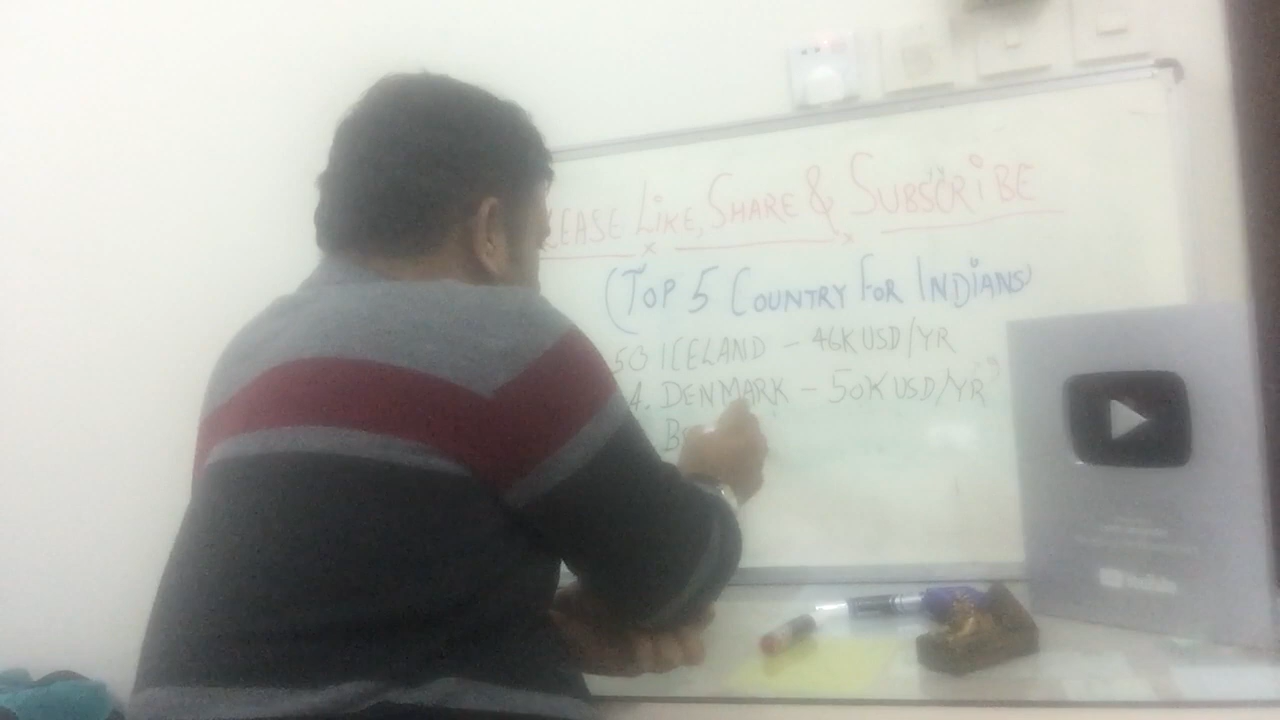 LEASE LIKE, SHARE & SUBSCRIBE
(TOP 5 COUNTRY FOR INDIANS)
5) ICELAND - 46K USD/YR
4. DENMARK - 50K USD/YR
B
YouTube